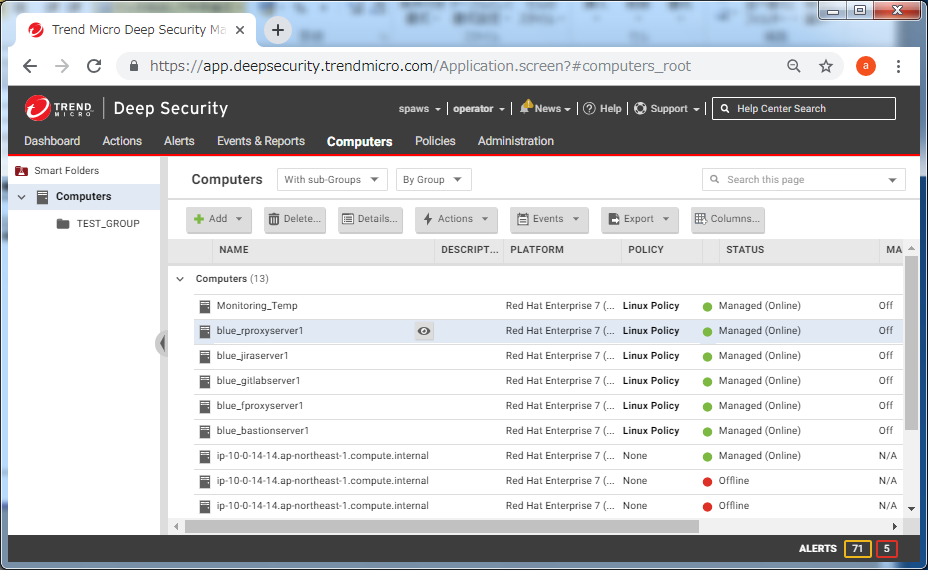 Trend Micro Deep Security Ma
https://app.deepsecurity.trendmicro.com/Application.screen?#computers_root
a
TREND MICRO Deep Security
spaws operator News Help Support Help Center Search
Dashboard Actions Alerts Events & Reports Computers Policies Administration
Smart Folders
Computers
TEST_GROUP
Computers With sub-Groups By Group Search this page
Add Delete... Details... Actions Events Export Columns...
NAME DESCRIPT... PLATFORM POLICY STATUS MA
Computers (13)
Monitoring_Temp Red Hat Enterprise 7 (... Linux Policy Managed (Online) Off
blue_rproxyserver1 Red Hat Enterprise 7 (... Linux Policy Managed (Online) Off
blue_jiraserver1 Red Hat Enterprise 7 (... Linux Policy Managed (Online) Off
blue_gitlabserver1 Red Hat Enterprise 7 (... Linux Policy Managed (Online) Off
blue_fproxyserver1 Red Hat Enterprise 7 (... Linux Policy Managed (Online) Off
blue_bastionserver1 Red Hat Enterprise 7 (... Linux Policy Managed (Online) Off
ip-10-0-14-14.ap-northeast-1.compute.internal Red Hat Enterprise 7 (... None Managed (Online) N/A
ip-10-0-14-14.ap-northeast-1.compute.internal Red Hat Enterprise 7 (... None Offline N/A
ip-10-0-14-14.ap-northeast-1.compute.internal Red Hat Enterprise 7 (... None Offline N/A
ALERTS 71 5